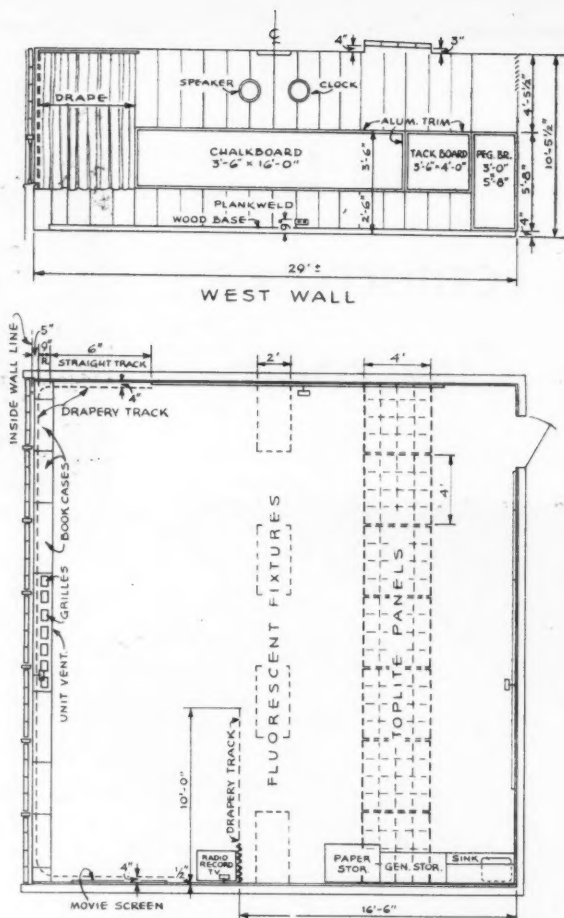 4"
C
L
3"
SPEAKER
CLOCK
DRAPE
ALUM. TRIM
CHALKBOARD
3'-6" × 16'-0"
3'-6"
TACK BOARD
3'-6" = 4'-0"
PEG. BR.
3'-0"
5'-8"
4'-5½"
10'-5½"
5'-8"
4"
PLANKWELD
WOOD BASE
9"
2'-6"
29' ±
WEST WALL
INSIDE WALL LINE
5"
9"
R.
6"
STRAIGHT TRACK
4"
DRAPERY TRACK
2'
4'
4'
BOOK CASES
GRILLES
UNIT VENT.
FLUORESCENT FIXTURES
TOPLITE PANELS
10'-0"
DRAPERY TRACK
RADIO
RECORD
TV
PAPER
STOR.
GEN. STOR.
SINK
4"
½"
MOVIE SCREEN
16'-6"